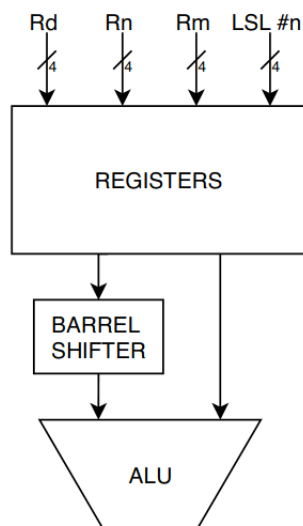 Rd Rn Rm LSL #n
4 4 4 4
REGISTERS
BARREL
SHIFTER
ALU